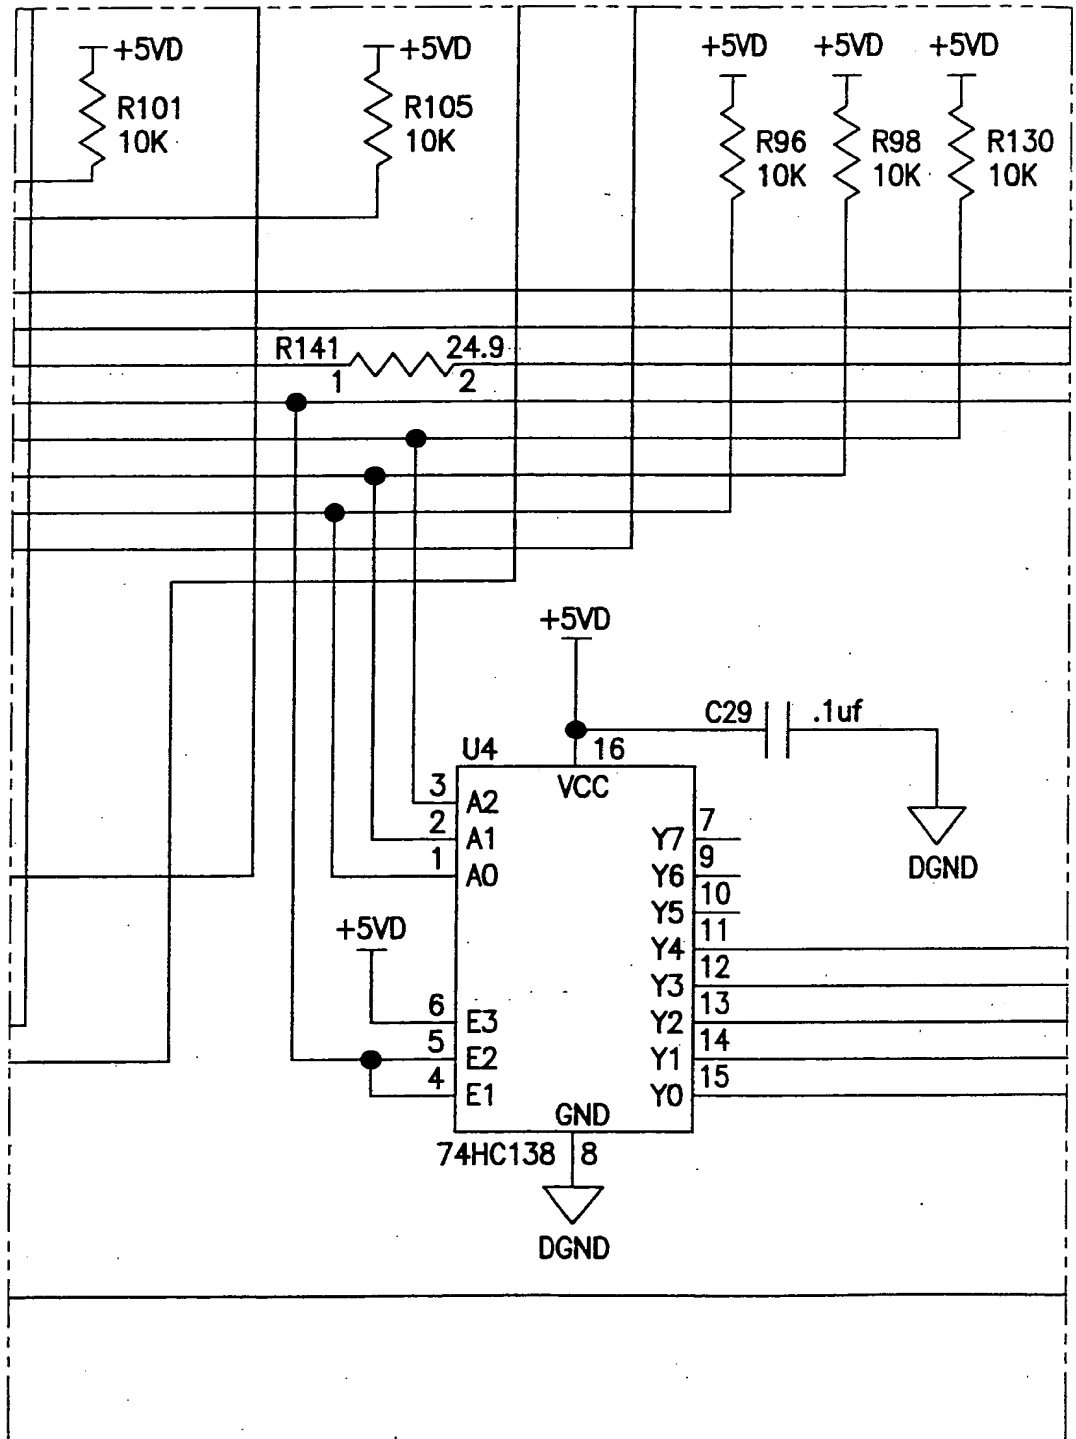 +5VD
+5VD
+5VD
+5VD
+5VD
R101
10K
R105
10K
R96
10K
R98
10K
R130
10K
R141
24.9
1
2
+5VD
C29
.1uf
U4
16
VCC
3
A2
2
A1
1
A0
7
Y7
9
Y6
10
Y5
11
Y4
12
Y3
13
Y2
14
Y1
15
Y0
DGND
+5VD
6
E3
5
E2
4
E1
GND
74HC138
8
DGND